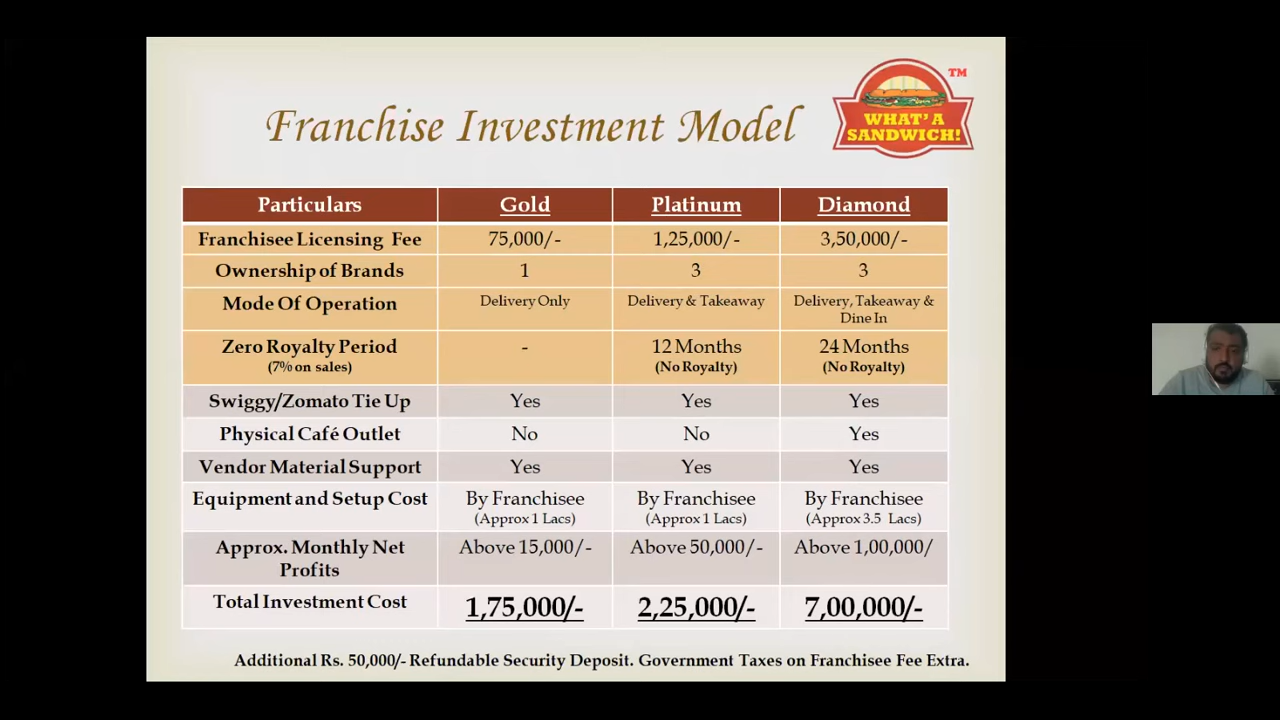 Franchise Investment Model
TM
WHAT'A
SANDWICH!
Particulars Gold Platinum Diamond
Franchisee Licensing Fee 75,000/- 1,25,000/- 3,50,000/-
Ownership of Brands 1 3 3
Mode Of Operation Delivery Only Delivery & Takeaway Delivery, Takeaway &
Dine In
Zero Royalty Period - 12 Months 24 Months
(7% on sales) (No Royalty) (No Royalty)
Swiggy/Zomato Tie Up Yes Yes Yes
Physical Café Outlet No No Yes
Vendor Material Support Yes Yes Yes
Equipment and Setup Cost By Franchisee By Franchisee By Franchisee
(Approx 1 Lacs) (Approx 1 Lacs) (Approx 3.5 Lacs)
Approx. Monthly Net Above 15,000/- Above 50,000/- Above 1,00,000/
Profits
Total Investment Cost 1,75,000/- 2,25,000/- 7,00,000/-
Additional Rs. 50,000/- Refundable Security Deposit. Government Taxes on Franchisee Fee Extra.